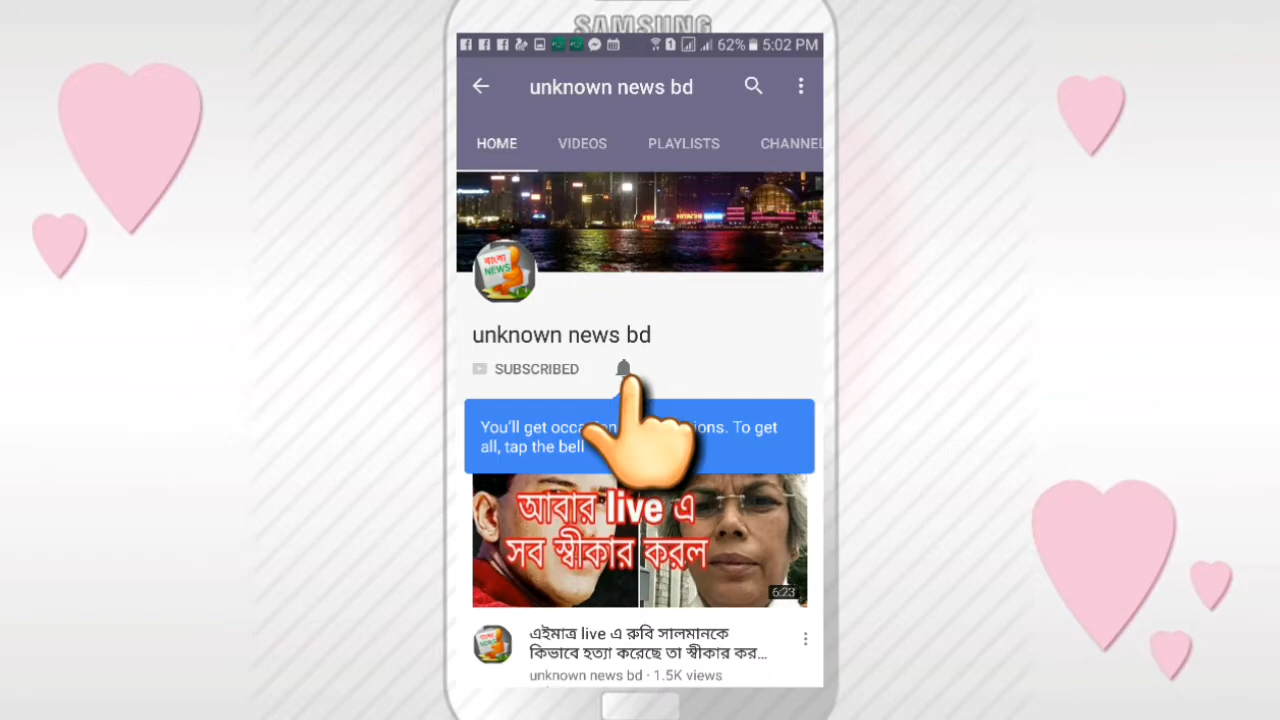 SAMSUNG
62% 5:02 PM
unknown news bd
HOME VIDEOS PLAYLISTS CHANNEL
HITACHI
বাংলা
NEWS
unknown news bd
SUBSCRIBED
You'll get occa ions. To get
all, tap the bell
আবার live এ
সব স্বীকার করল
6:23
এইমাত্র live এ রুবি সালমানকে
কিভাবে হত্যা করেছে তা স্বীকার কর...
unknown news bd · 1.5K views